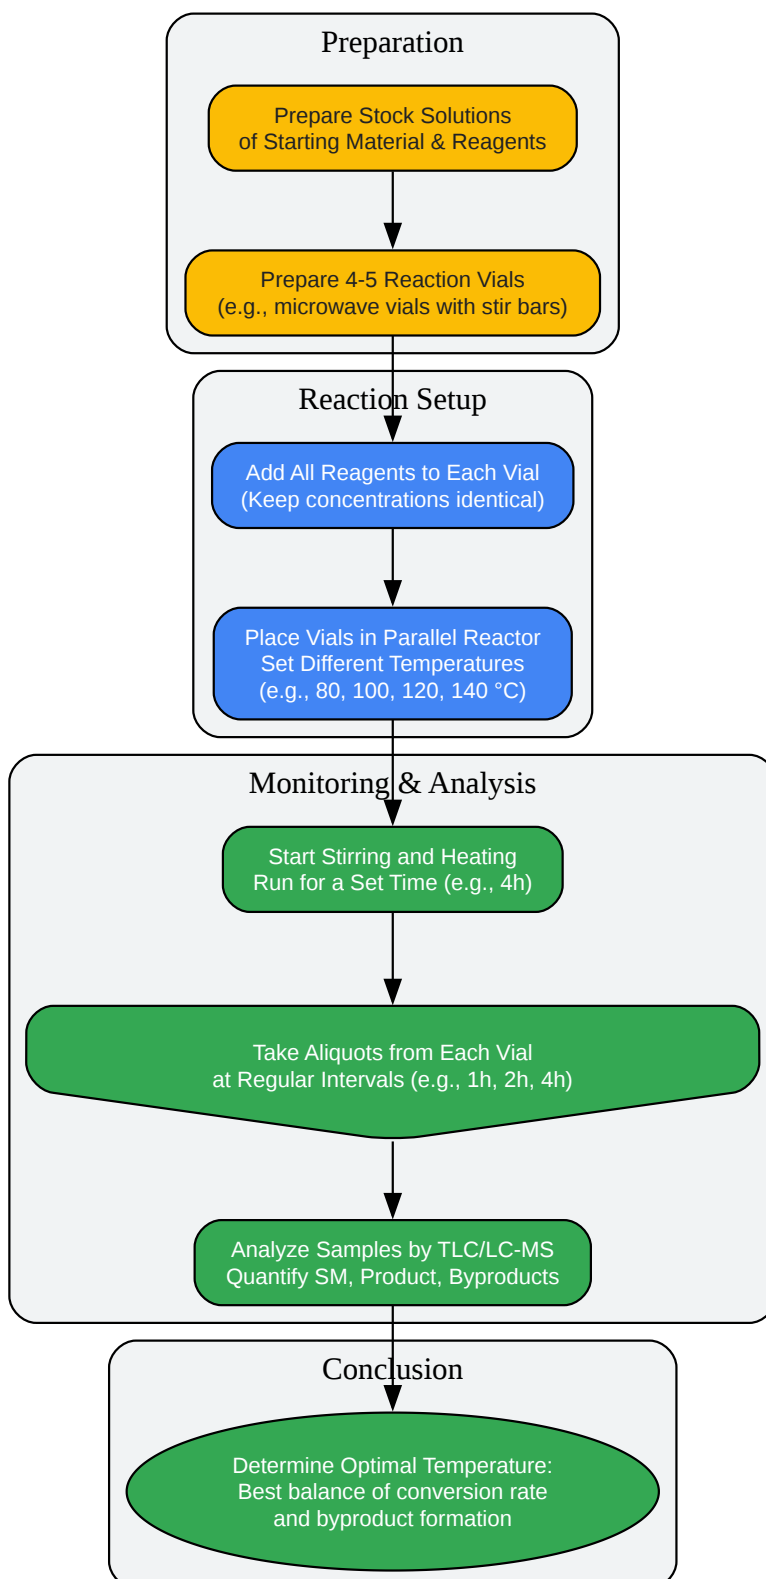 Preparation
Prepare Stock Solutions
of Starting Material & Reagents
Prepare 4-5 Reaction Vials
(e.g., microwave vials with stir bars)
Reaction Setup
Add All Reagents to Each Vial
(Keep concentrations identical)
Place Vials in Parallel Reactor
Set Different Temperatures
(e.g., 80, 100, 120, 140 °C)
Monitoring & Analysis
Start Stirring and Heating
Run for a Set Time (e.g., 4h)
Take Aliquots from Each Vial
at Regular Intervals (e.g., 1h, 2h, 4h)
Analyze Samples by TLC/LC-MS
Quantify SM, Product, Byproducts
Conclusion
Determine Optimal Temperature:
Best balance of conversion rate
and byproduct formation